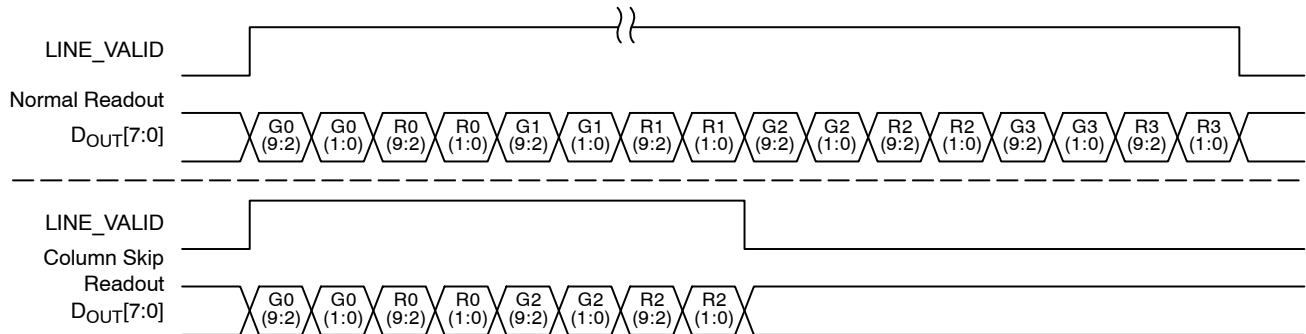 LINE_VALID
Normal Readout
DOUT[7:0]
G0 G0 R0 R0 G1 G1 R1 R1 G2 G2 R2 R2 G3 G3 R3 R3
(9:2) (1:0) (9:2) (1:0) (9:2) (1:0) (9:2) (1:0) (9:2) (1:0) (9:2) (1:0) (9:2) (1:0) (9:2) (1:0)
LINE_VALID
Column Skip
Readout
DOUT[7:0]
G0 G0 R0 R0 G2 G2 R2 R2
(9:2) (1:0) (9:2) (1:0) (9:2) (1:0) (9:2) (1:0)